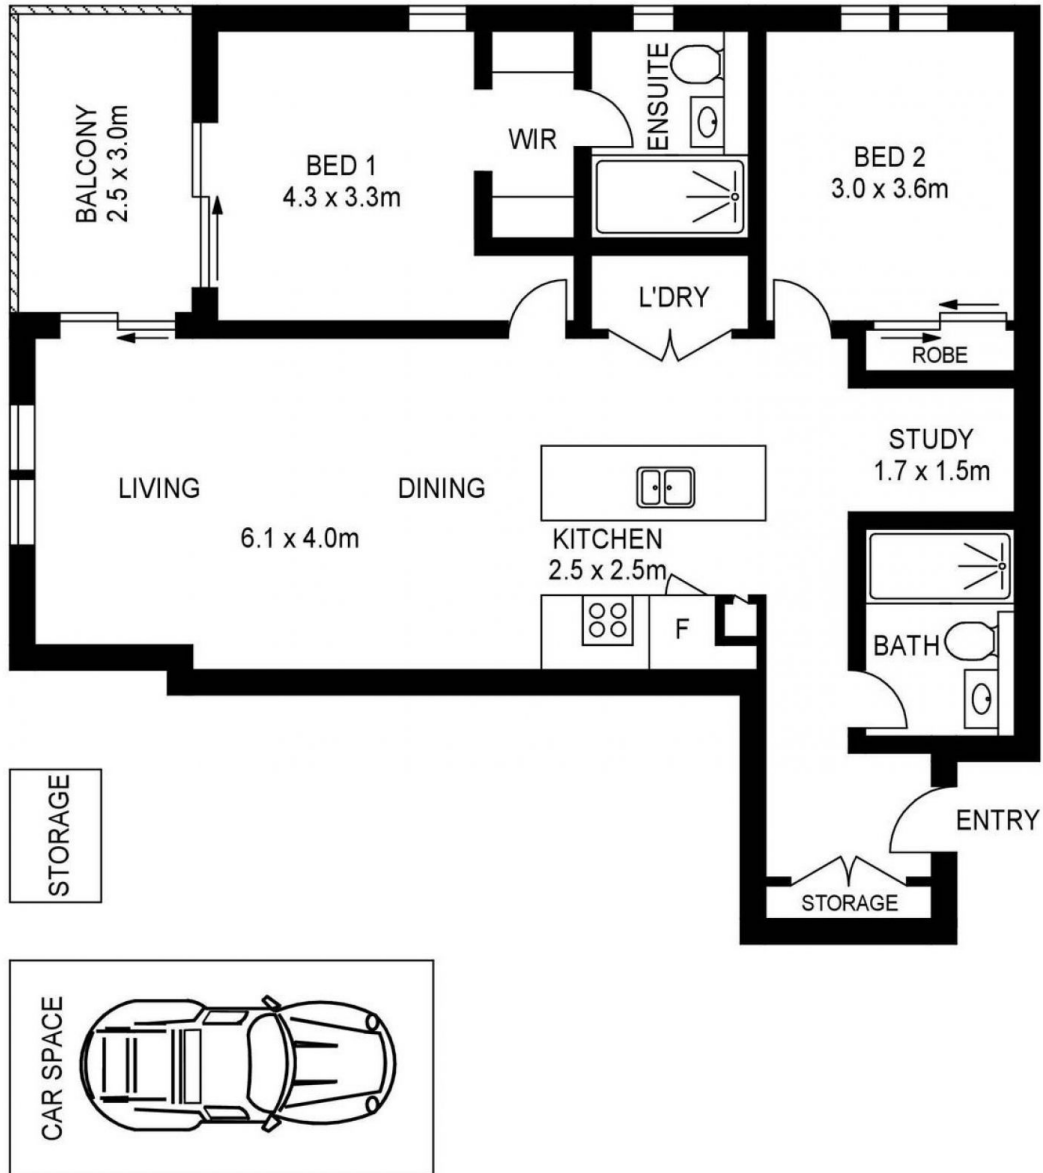 BALCONY
2.5 x 3.0m
BED 1
4.3 x 3.3m
WIR
ENSUITE
BED 2
3.0 x 3.6m
L'DRY
ROBE
STUDY
1.7 x 1.5m
LIVING
DINING
6.1 x 4.0m
KITCHEN
2.5 x 2.5m
F
BATH
ENTRY
STORAGE
STORAGE
CAR SPACE